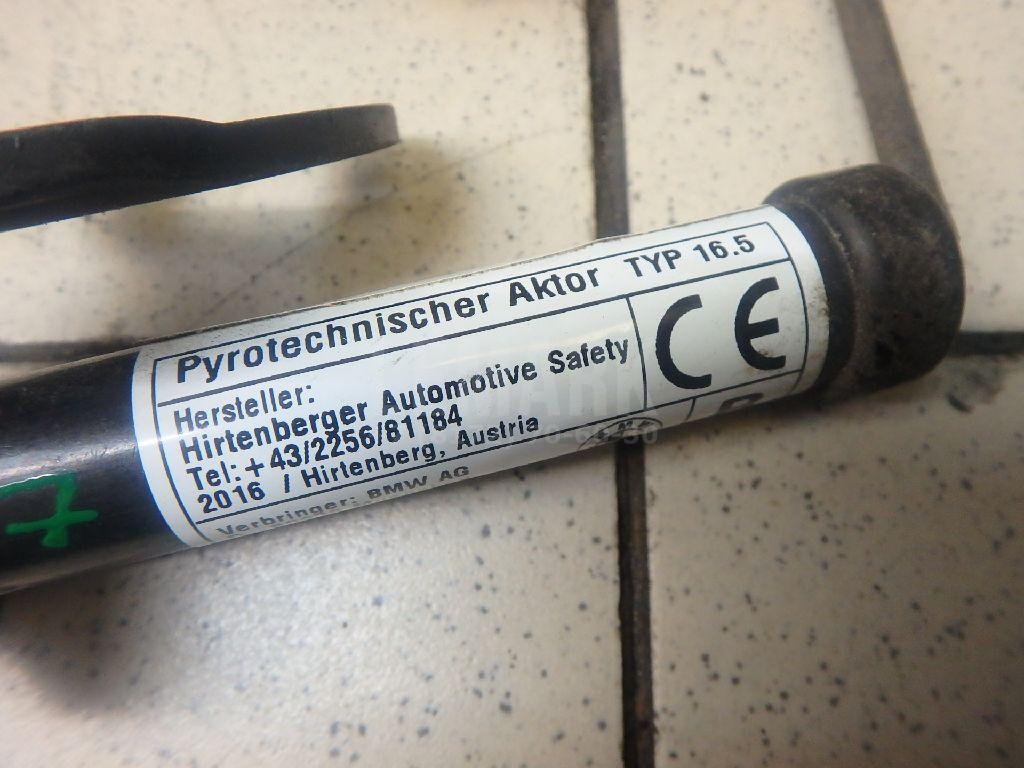 Pyrotechnischer Aktor TYP 16.5
Hersteller:
Hirtenberger Automotive Safety
Tel: +43/2256/81184
2016 / Hirtenberg, Austria
Verbringer: BMW AG
CE
7